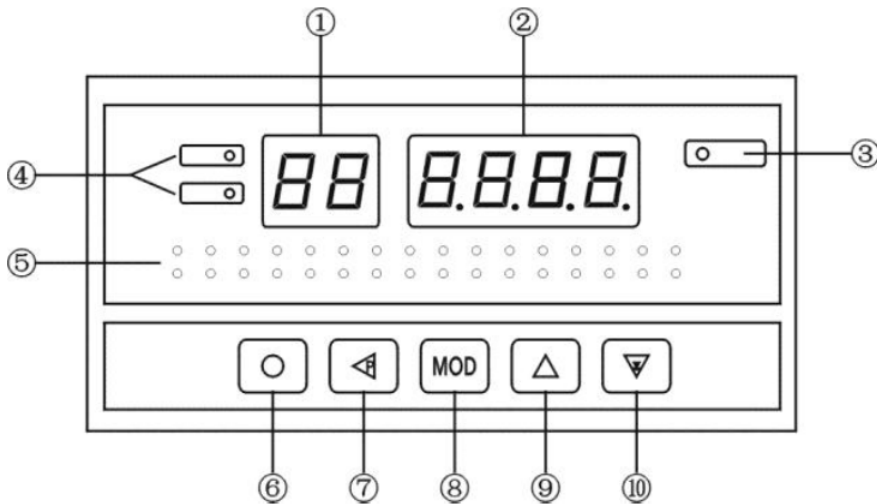 ① ②
88 8.8.8.8. ③
④
⑤
P MOD
⑥ ⑦ ⑧ ⑨ ⑩